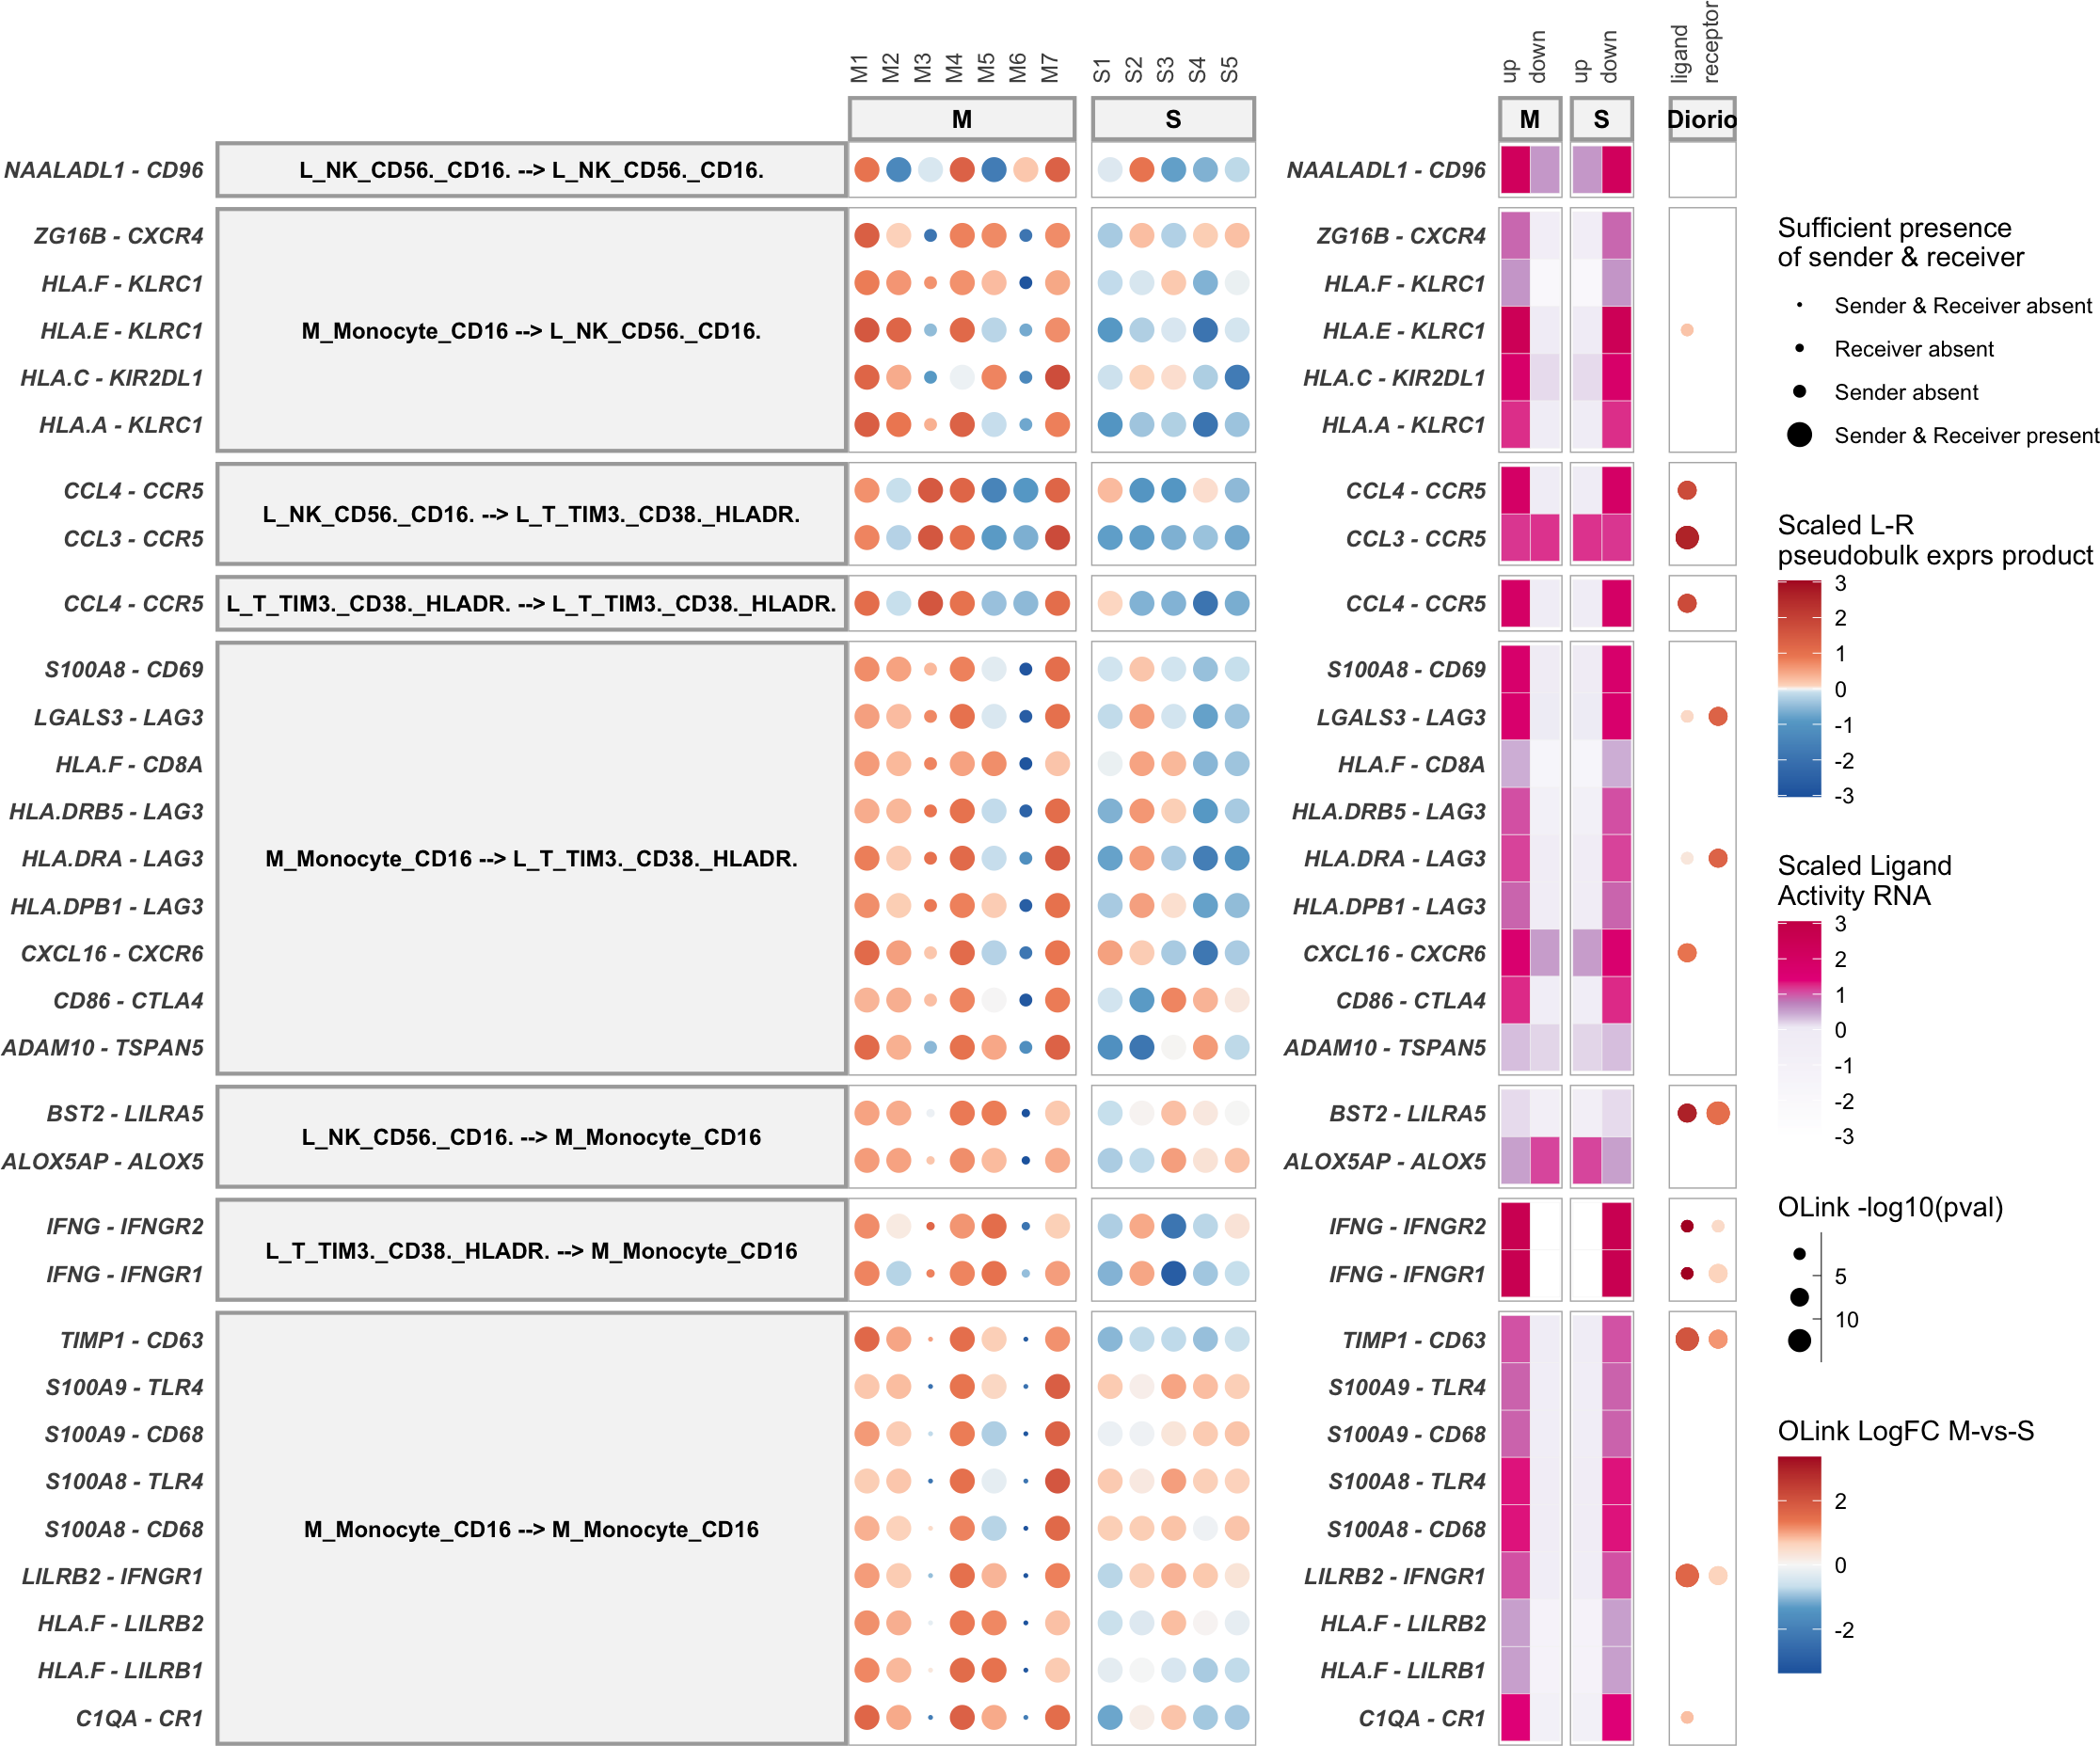 M1 M2 M3 M4 M5 M6 M7 S1 S2 S3 S4 S5 up down up down ligand receptor
M S M S Diorio
NAALADL1 - CD96 L_NK_CD56._CD16. --> L_NK_CD56._CD16. NAALADL1 - CD96
ZG16B - CXCR4 ZG16B - CXCR4
HLA.F - KLRC1 HLA.F - KLRC1
HLA.E - KLRC1 M_Monocyte_CD16 --> L_NK_CD56._CD16. HLA.E - KLRC1
HLA.C - KIR2DL1 HLA.C - KIR2DL1
HLA.A - KLRC1 HLA.A - KLRC1
CCL4 - CCR5 CCL4 - CCR5
L_NK_CD56._CD16. --> L_T_TIM3._CD38._HLADR.
CCL3 - CCR5 CCL3 - CCR5
CCL4 - CCR5 L_T_TIM3._CD38._HLADR. --> L_T_TIM3._CD38._HLADR. CCL4 - CCR5
S100A8 - CD69 S100A8 - CD69
LGALS3 - LAG3 LGALS3 - LAG3
HLA.F - CD8A HLA.F - CD8A
HLA.DRB5 - LAG3 HLA.DRB5 - LAG3
HLA.DRA - LAG3 M_Monocyte_CD16 --> L_T_TIM3._CD38._HLADR. HLA.DRA - LAG3
HLA.DPB1 - LAG3 HLA.DPB1 - LAG3
CXCL16 - CXCR6 CXCL16 - CXCR6
CD86 - CTLA4 CD86 - CTLA4
ADAM10 - TSPAN5 ADAM10 - TSPAN5
BST2 - LILRA5 BST2 - LILRA5
L_NK_CD56._CD16. --> M_Monocyte_CD16
ALOX5AP - ALOX5 ALOX5AP - ALOX5
IFNG - IFNGR2 IFNG - IFNGR2
L_T_TIM3._CD38._HLADR. --> M_Monocyte_CD16
IFNG - IFNGR1 IFNG - IFNGR1
TIMP1 - CD63 TIMP1 - CD63
S100A9 - TLR4 S100A9 - TLR4
S100A9 - CD68 S100A9 - CD68
S100A8 - TLR4 S100A8 - TLR4
S100A8 - CD68 M_Monocyte_CD16 --> M_Monocyte_CD16 S100A8 - CD68
LILRB2 - IFNGR1 LILRB2 - IFNGR1
HLA.F - LILRB2 HLA.F - LILRB2
HLA.F - LILRB1 HLA.F - LILRB1
C1QA - CR1 C1QA - CR1
Sufficient presence
of sender & receiver
Sender & Receiver absent
Receiver absent
Sender absent
Sender & Receiver present
Scaled L-R
pseudobulk exprs product
3
2
1
0
-1
-2
-3
Scaled Ligand
Activity RNA
3
2
1
0
-1
-2
-3
OLink -log10(pval)
5
10
OLink LogFC M-vs-S
2
0
-2